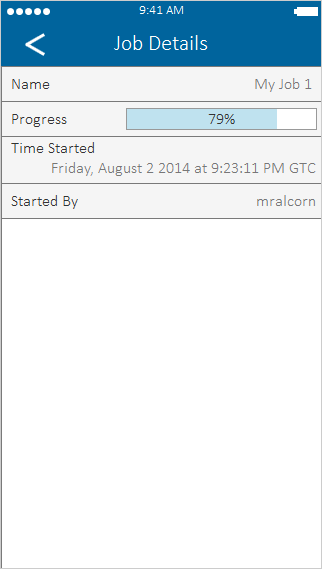 9:41 AM
Job Details
Name My Job 1
Progress 79%
Time Started
Friday, August 2 2014 at 9:23:11 PM GTC
Started By mralcorn